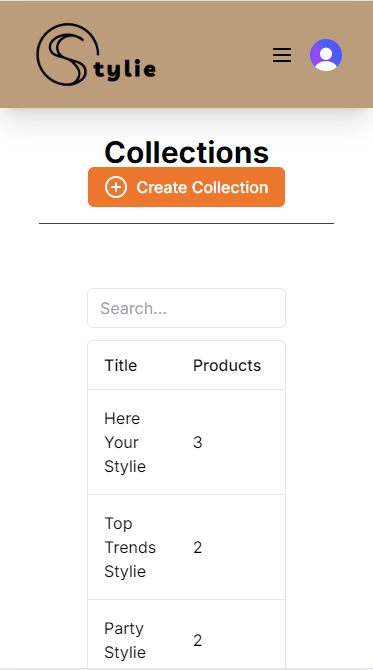 Stylie
Collections
Create Collection
Search...
Title Products
Here
Your
Stylie
3
Top
Trends
Stylie
2
Party
Stylie
2